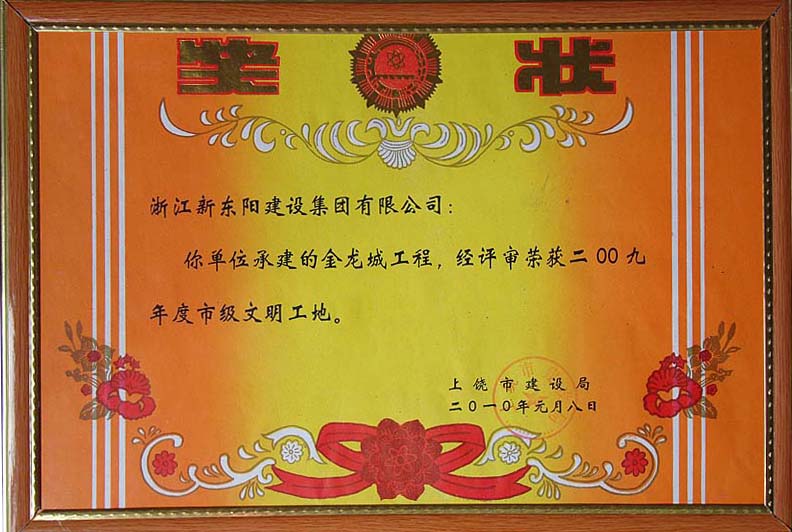 奖 状
浙江新东阳建设集团有限公司：
你单位承建的金龙城工程，经评审荣获二00九
年度市级文明工地。
上饶市建设局
二0一0年元月八日